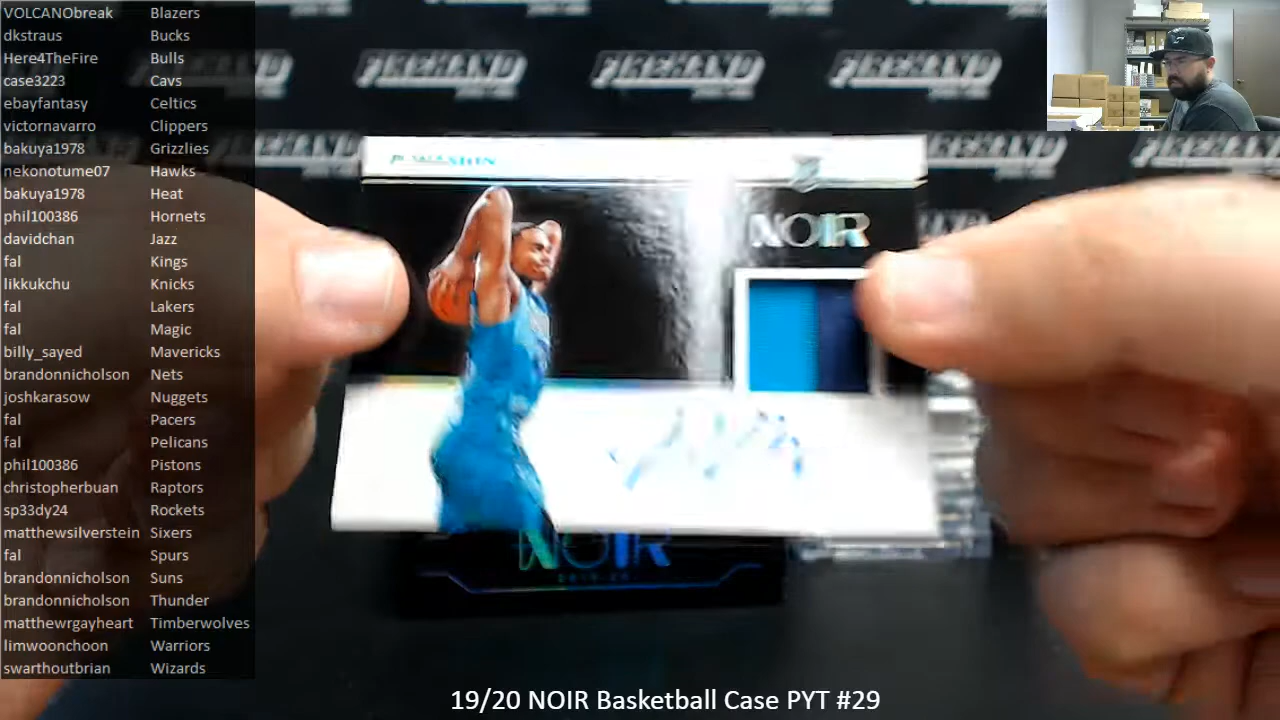 VOLCANObreak Blazers
dkstraus Bucks
Here4TheFire Bulls
case3223 Cavs
ebayfantasy Celtics
victornavarro Clippers
bakuya1978 Grizzlies
nekonotume07 Hawks
bakuya1978 Heat
phil100386 Hornets
davidchan Jazz
fal Kings
likkukchu Knicks
fal Lakers
fal Magic
billy_sayed Mavericks
brandonnicholson Nets
joshkarasow Nuggets
fal Pacers
fal Pelicans
phil100386 Pistons
christopherbuan Raptors
sp33dy24 Rockets
matthewsilverstein Sixers
fal Spurs
brandonnicholson Suns
brandonnicholson Thunder
matthewrgayheart Timberwolves
limwoonchoon Warriors
swarthoutbrian Wizards
FIREHAND FIREHAND FIREHAND
NOIR
NOIR
19/20 NOIR Basketball Case PYT #29